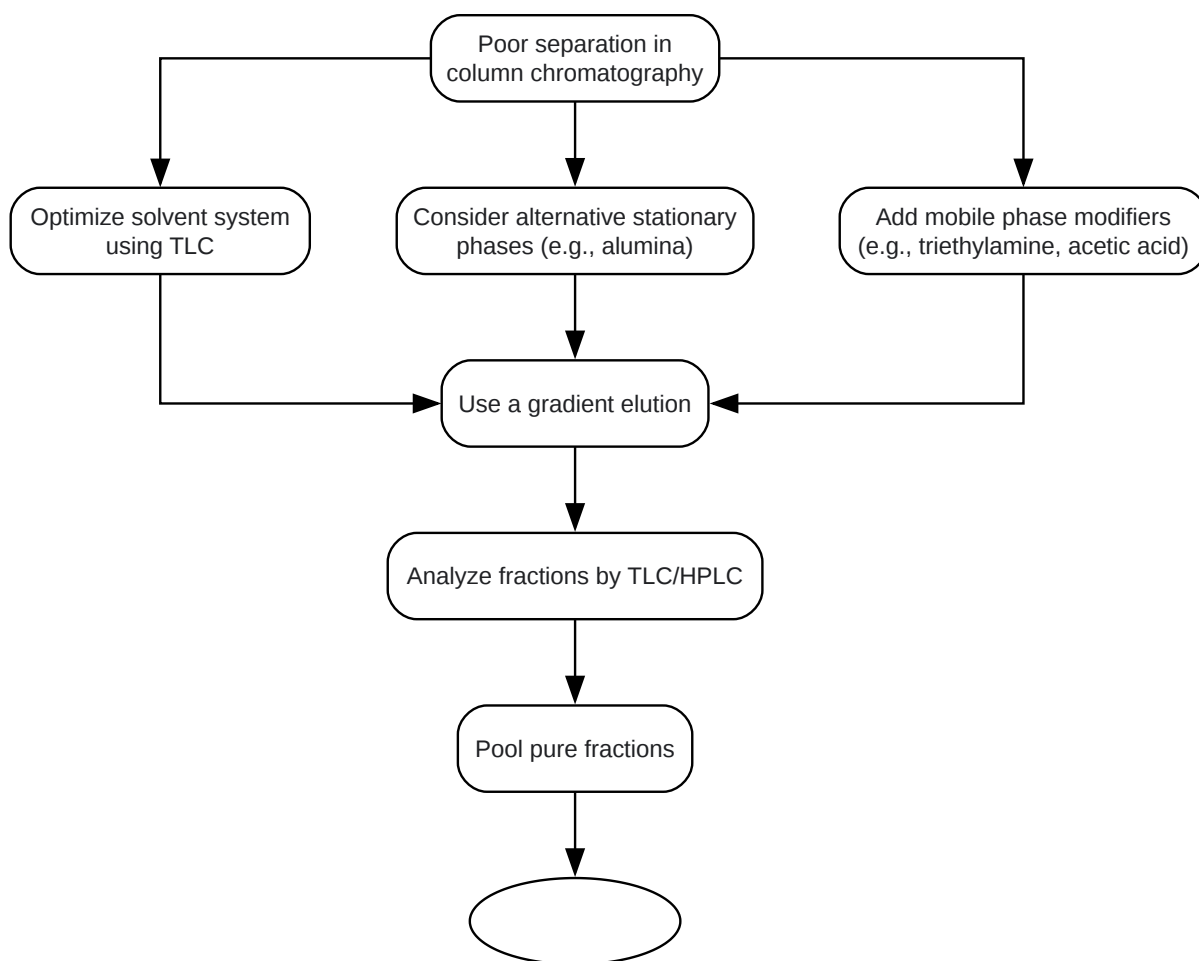 Poor separation in
column chromatography
Optimize solvent system
using TLC
Consider alternative stationary
phases (e.g., alumina)
Add mobile phase modifiers
(e.g., triethylamine, acetic acid)
Use a gradient elution
Analyze fractions by TLC/HPLC
Pool pure fractions